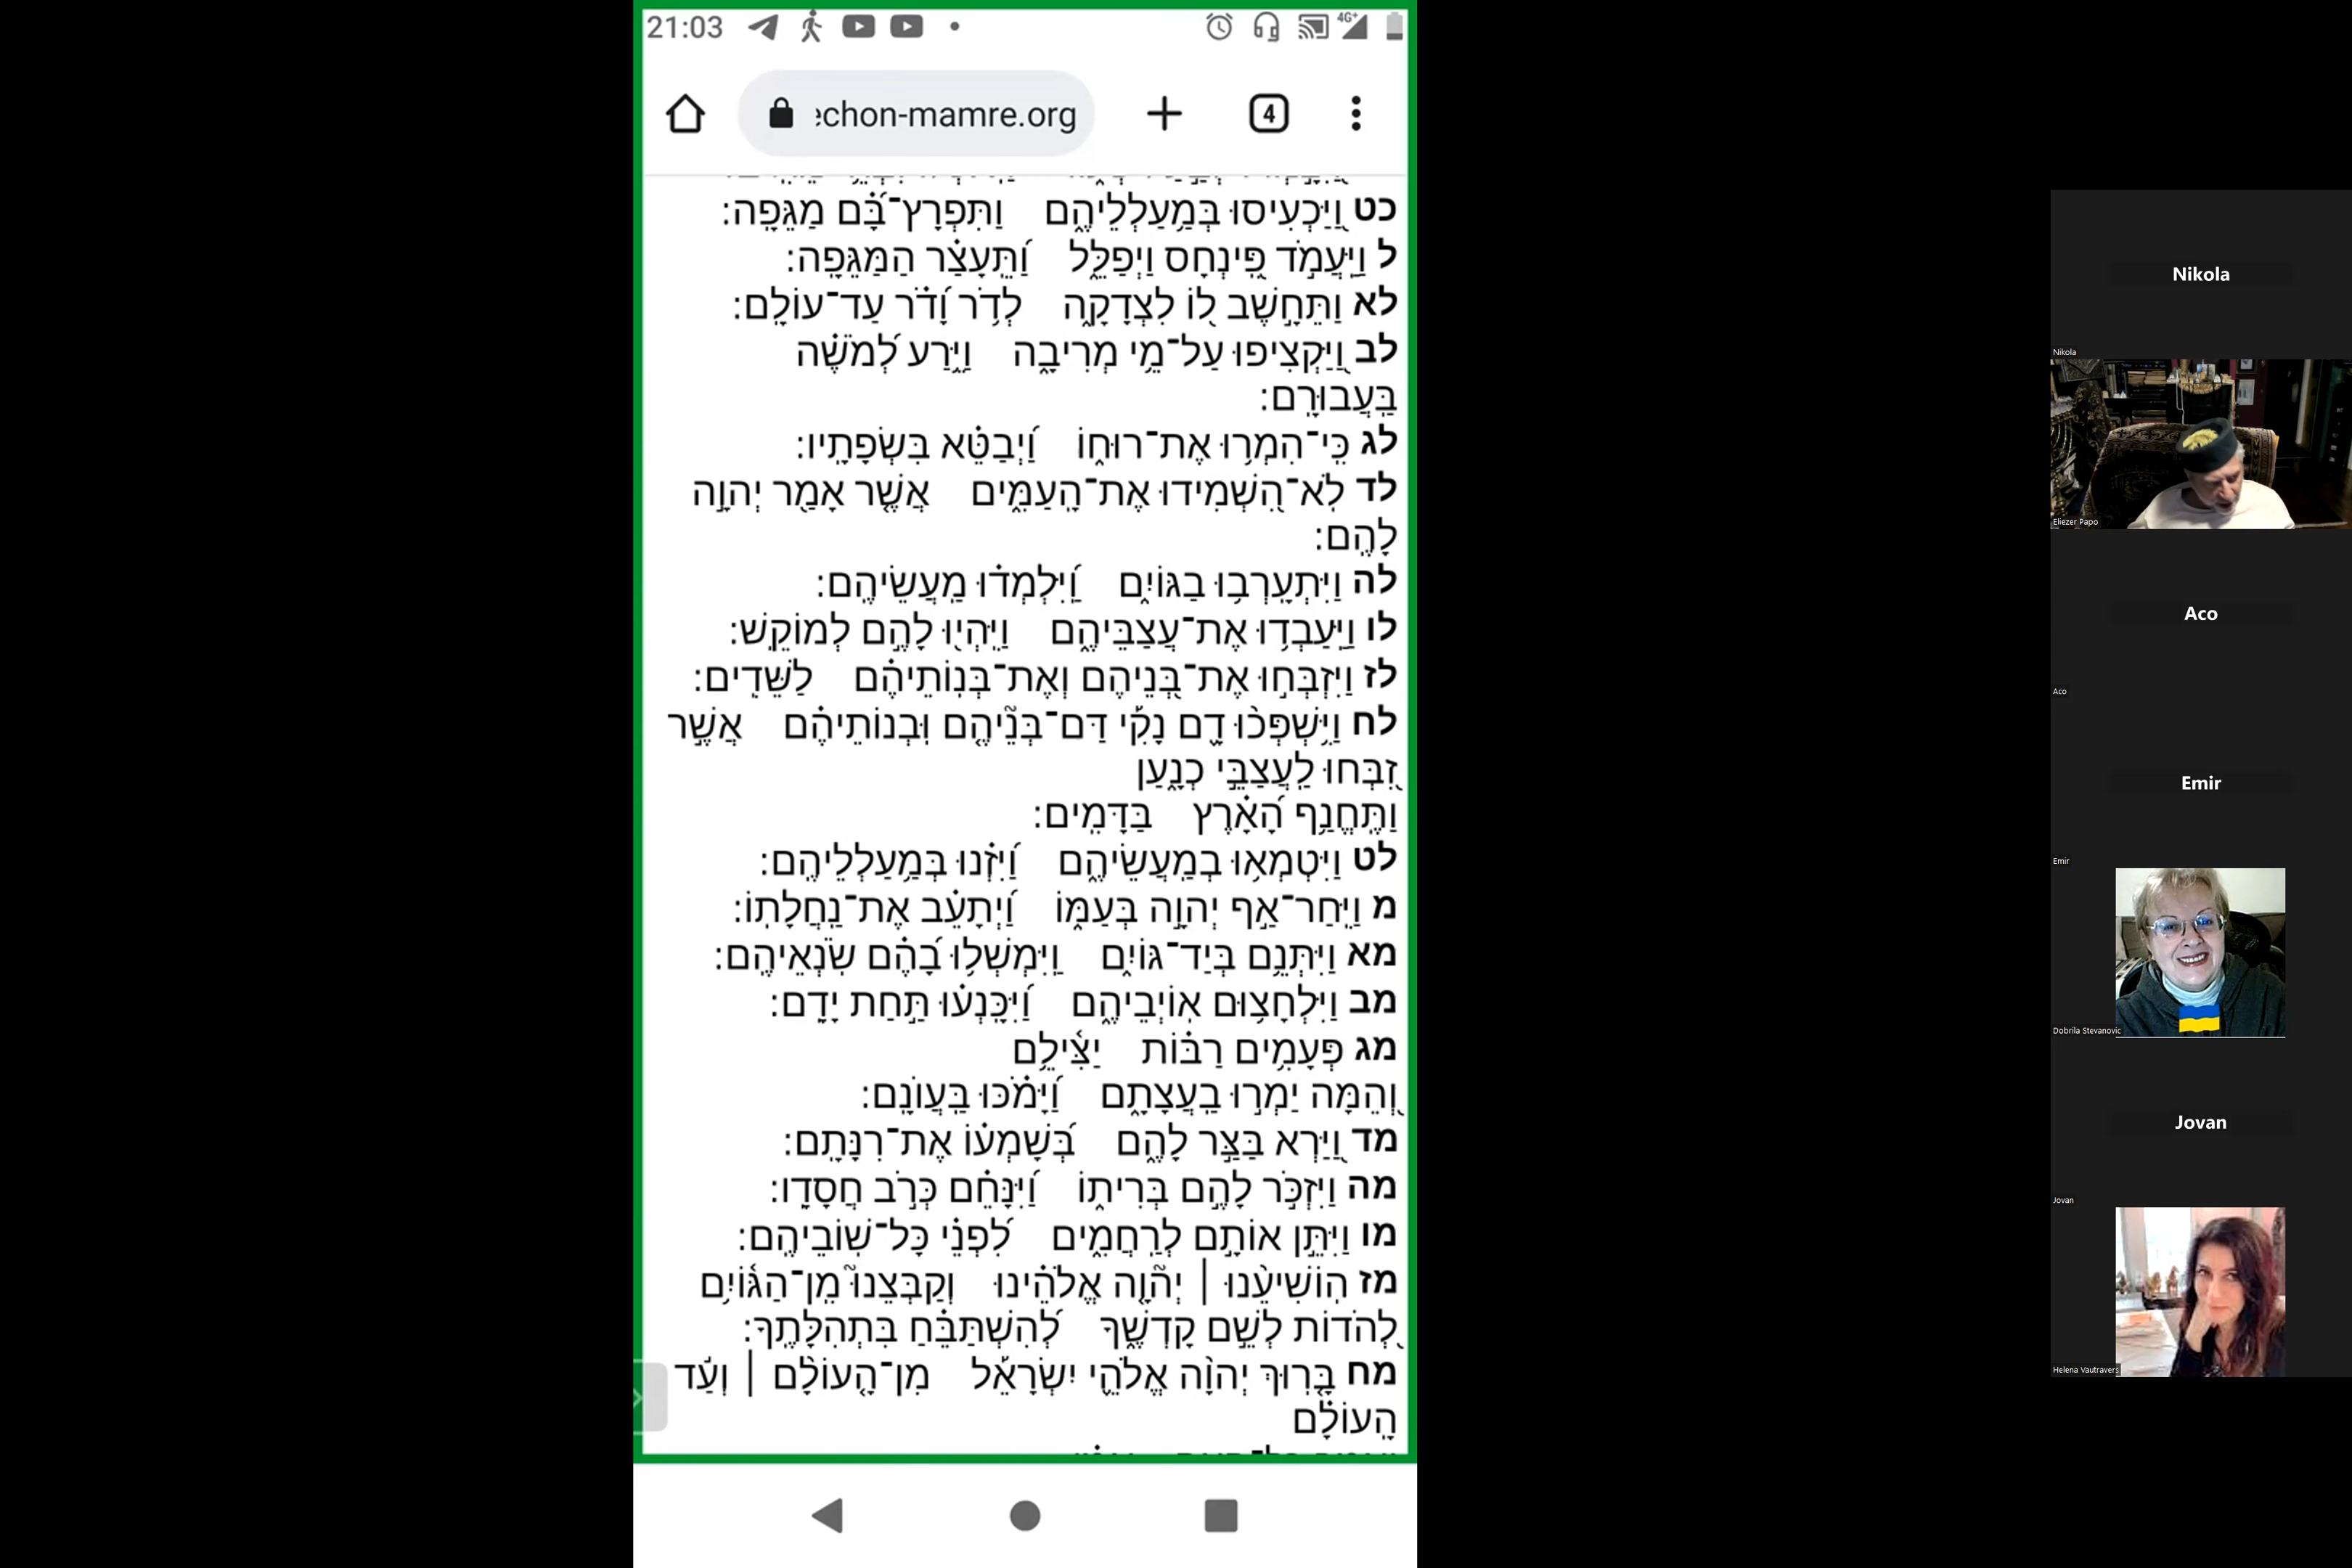 21:03
4G+
echon-mamre.org
4
כט וַיַּכְעִיסוּ בְּמַעַלְלֵיהֶם וַתִּפְרָץ־בָּם מַגֵּפָה:
ל וַיַּעֲמֹד פִּינְחָס וַיְפַלֵּל וַתֵּעָצַר הַמַּגֵּפָה:
לא וַתֵּחָשֶׁב לוֹ לִצְדָקָה לְדֹר וָדֹר עַד־עוֹלָם:
לב וַיַּקְצִיפוּ עַל־מֵי מְרִיבָה וַיֵּרַע לְמֹשֶׁה
בַּעֲבוּרָם:
לג כִּי־הִמְרוּ אֶת־רוּחוֹ וַיְבַטֵּא בִּשְׂפָתָיו:
לד לֹא־הִשְׁמִידוּ אֶת־הָעַמִּים אֲשֶׁר אָמַר יְהוָה
לָהֶם:
לה וַיִּתְעָרְבוּ בַגּוֹיִם וַיִּלְמְדוּ מַעֲשֵׂיהֶם:
לו וַיַּעַבְדוּ אֶת־עֲצַבֵּיהֶם וַיִּהְיוּ לָהֶם לְמוֹקֵשׁ:
לז וַיִּזְבְּחוּ אֶת־בְּנֵיהֶם וְאֶת־בְּנוֹתֵיהֶם לַשֵּׁדִים:
לח וַיִּשְׁפְּכוּ דָם נָקִי דַּם־בְּנֵיהֶם וּבְנוֹתֵיהֶם אֲשֶׁר
זִבְּחוּ לַעֲצַבֵּי כְנָעַן
וַתֶּחֱנַף הָאָרֶץ בַּדָּמִים:
לט וַיִּטְמְאוּ בְמַעֲשֵׂיהֶם וַיִּזְנוּ בְּמַעַלְלֵיהֶם:
מ וַיִּחַר־אַף יְהוָה בְּעַמּוֹ וַיְתָעֵב אֶת־נַחֲלָתוֹ:
מא וַיִּתְּנֵם בְּיַד־גּוֹיִם וַיִּמְשְׁלוּ בָהֶם שֹׂנְאֵיהֶם:
מב וַיִּלְחָצוּם אוֹיְבֵיהֶם וַיִּכָּנְעוּ תַּחַת יָדָם:
מג פְּעָמִים רַבּוֹת יַצִּילֵם
וְהֵמָּה יַמְרוּ בַעֲצָתָם וַיָּמֹכּוּ בַּעֲוֺנָם:
מד וַיַּרְא בַּצַּר לָהֶם בְּשָׁמְעוֹ אֶת־רִנָּתָם:
מה וַיִּזְכֹּר לָהֶם בְּרִיתוֹ וַיִּנָּחֵם כְּרֹב חֲסָדָו:
מו וַיִּתֵּן אוֹתָם לְרַחֲמִים לִפְנֵי כָּל־שׁוֹבֵיהֶם:
מז הוֹשִׁיעֵנוּ | יְהוָה אֱלֹהֵינוּ וְקַבְּצֵנוּ מִן־הַגּוֹיִם
לְהֹדוֹת לְשֵׁם קָדְשֶׁךָ לְהִשְׁתַּבֵּחַ בִּתְהִלָּתֶךָ:
מח בָּרוּךְ יְהוָה אֱלֹהֵי יִשְׂרָאֵל מִן־הָעוֹלָם | וְעַד
הָעוֹלָם
Nikola
Nikola
Eliezer Papo
Aco
Aco
Emir
Emir
Dobrila Stevanovic
Jovan
Jovan
Helena Vautravers